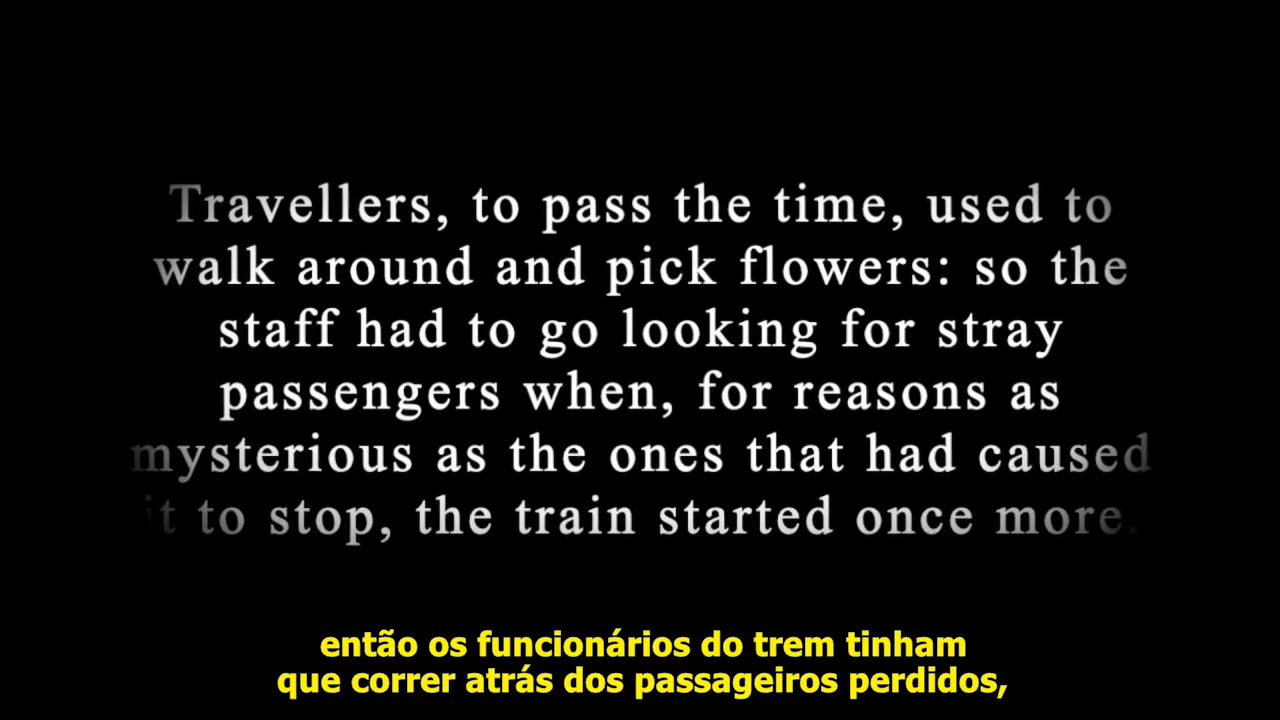 Travellers, to pass the time, used to
walk around and pick flowers: so the
staff had to go looking for stray
passengers when, for reasons as
mysterious as the ones that had caused
it to stop, the train started once more.
então os funcionários do trem tinham
que correr atrás dos passageiros perdidos,